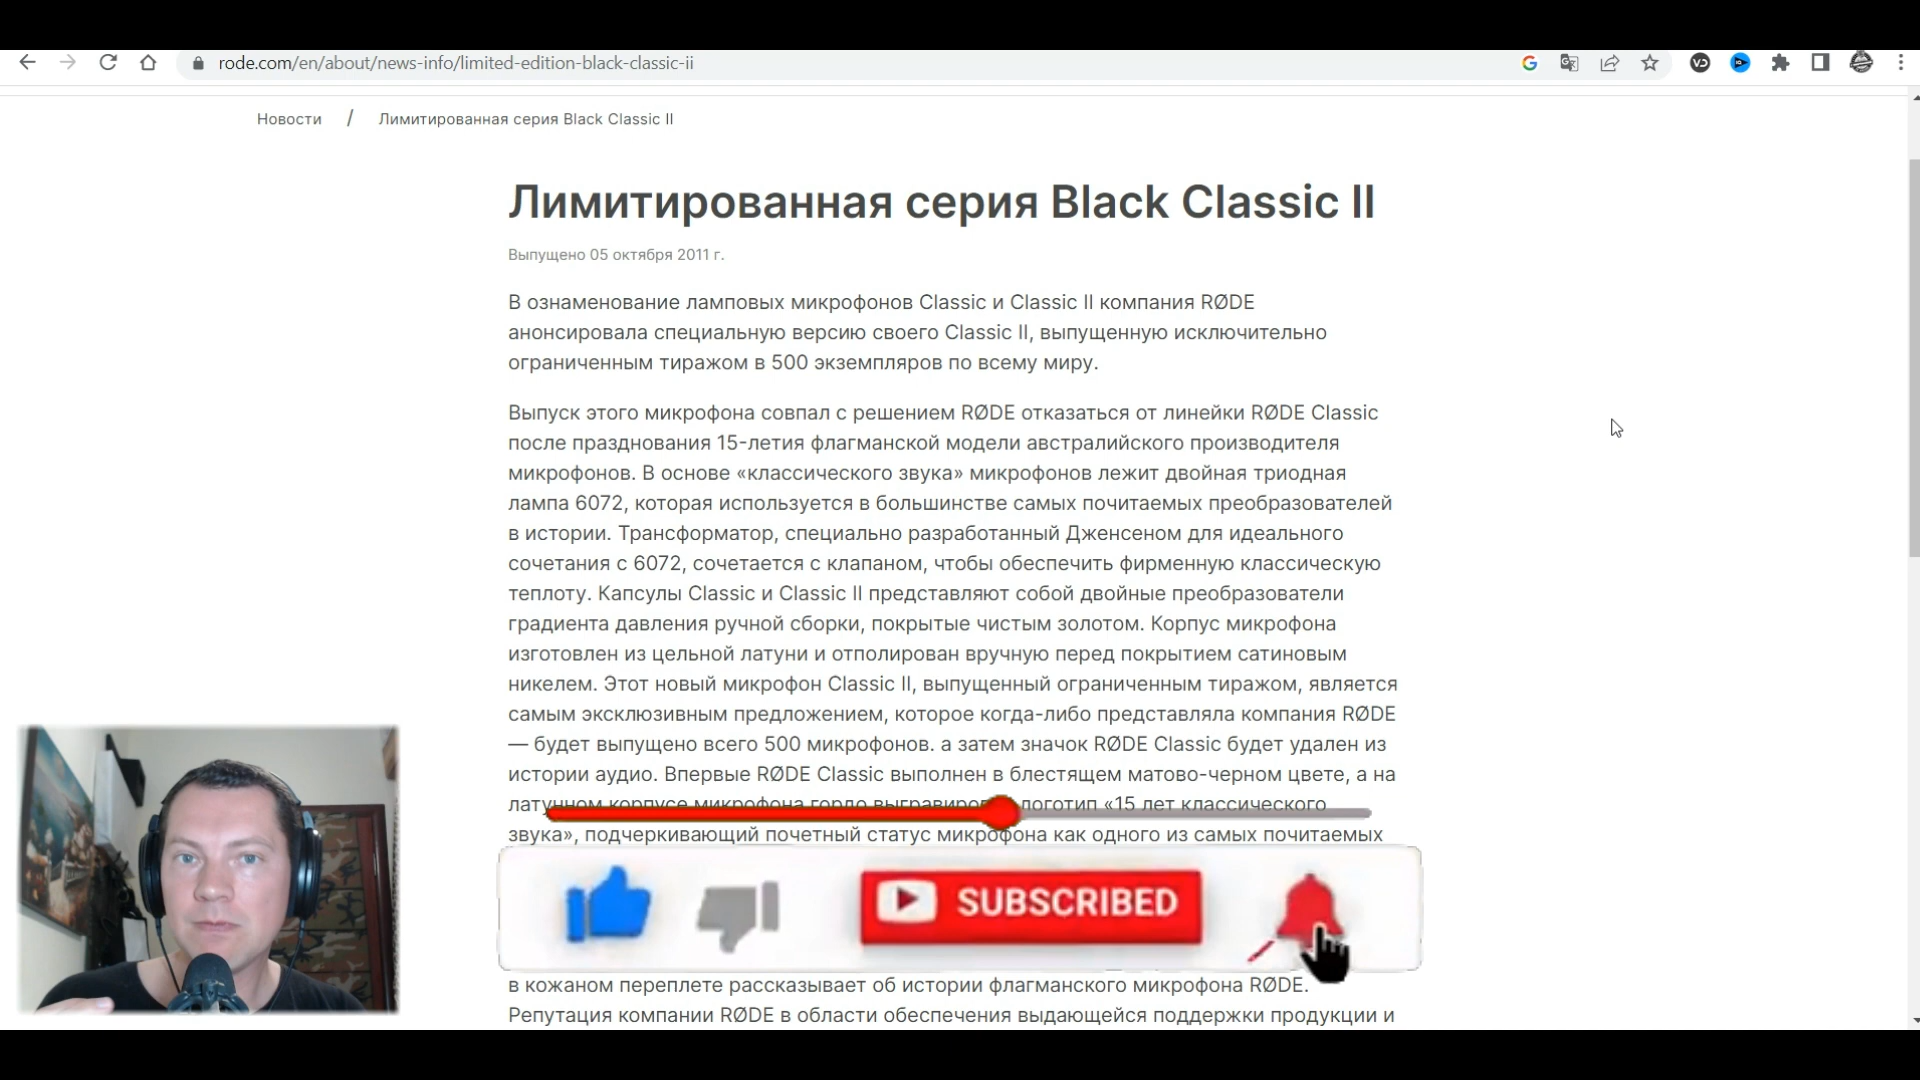 rode.com/en/about/news-info/limited-edition-black-classic-ii
Новости / Лимитированная серия Black Classic II
Лимитированная серия Black Classic II
Выпущено 05 октября 2011 г.
В ознаменование ламповых микрофонов Classic и Classic II компания RØDE
анонсировала специальную версию своего Classic II, выпущенную исключительно
ограниченным тиражом в 500 экземпляров по всему миру.
Выпуск этого микрофона совпал с решением RØDE отказаться от линейки RØDE Classic
после празднования 15-летия флагманской модели австралийского производителя
микрофонов. В основе «классического звука» микрофонов лежит двойная триодная
лампа 6072, которая используется в большинстве самых почитаемых преобразователей
в истории. Трансформатор, специально разработанный Дженсеном для идеального
сочетания с 6072, сочетается с клапаном, чтобы обеспечить фирменную классическую
теплоту. Капсулы Classic и Classic II представляют собой двойные преобразователи
градиента давления ручной сборки, покрытые чистым золотом. Корпус микрофона
изготовлен из цельной латуни и отполирован вручную перед покрытием сатиновым
никелем. Этот новый микрофон Classic II, выпущенный ограниченным тиражом, является
самым эксклюзивным предложением, которое когда-либо представляла компания RØDE
— будет выпущено всего 500 микрофонов. а затем значок RØDE Classic будет удален из
истории аудио. Впервые RØDE Classic выполнен в блестящем матово-черном цвете, а на
латунном корпусе микрофона гордо логотип «15 лет классического
звука», подчеркивающий почетный статус микрофона как одного из самых почитаемых
SUBSCRIBED
в кожаном переплете рассказывает об истории флагманского микрофона RØDE.
Репутация компании RØDE в области обеспечения выдающейся поддержки продукции и